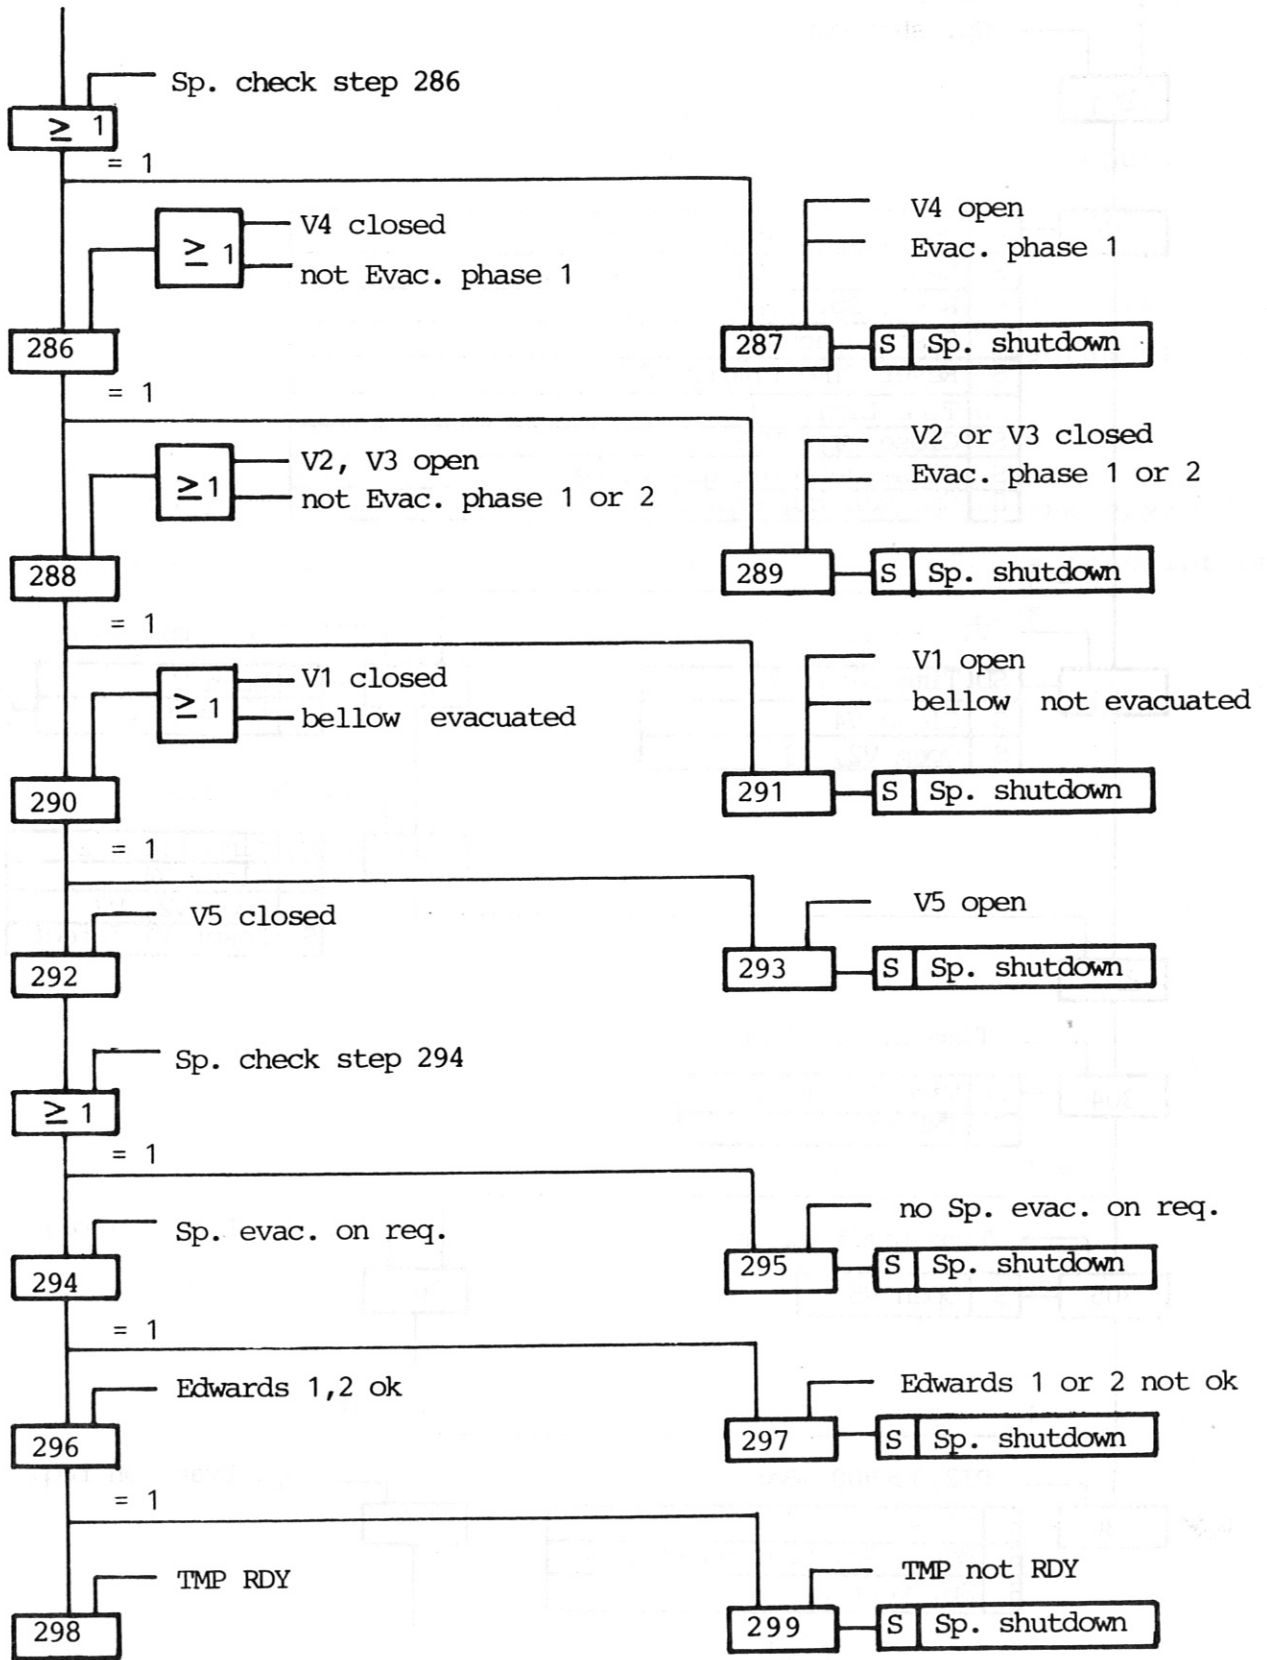 Sp. check step 286
≥ 1
= 1
V4 closed
≥ 1
not Evac. phase 1
V4 open
Evac. phase 1
286
287
S Sp. shutdown
= 1
V2, V3 open
≥1
not Evac. phase 1 or 2
V2 or V3 closed
Evac. phase 1 or 2
288
289
S Sp. shutdown
= 1
V1 closed
≥ 1
bellow evacuated
V1 open
bellow not evacuated
290
291
S Sp. shutdown
= 1
V5 closed
V5 open
292
293
S Sp. shutdown
Sp. check step 294
≥ 1
= 1
Sp. evac. on req.
no Sp. evac. on req.
294
295
S Sp. shutdown
= 1
Edwards 1,2 ok
Edwards 1 or 2 not ok
296
297
S Sp. shutdown
= 1
TMP RDY
TMP not RDY
298
299
S Sp. shutdown